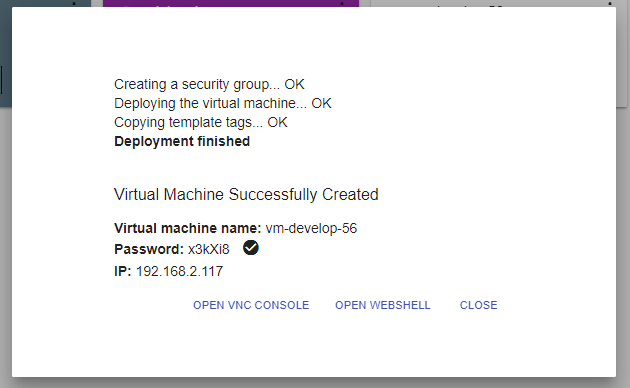 Creating a security group... OK
Deploying the virtual machine... OK
Copying template tags... OK
Deployment finished
Virtual Machine Successfully Created
Virtual machine name: vm-develop-56
Password: x3kXi8
IP: 192.168.2.117
OPEN VNC CONSOLE OPEN WEBSHELL CLOSE